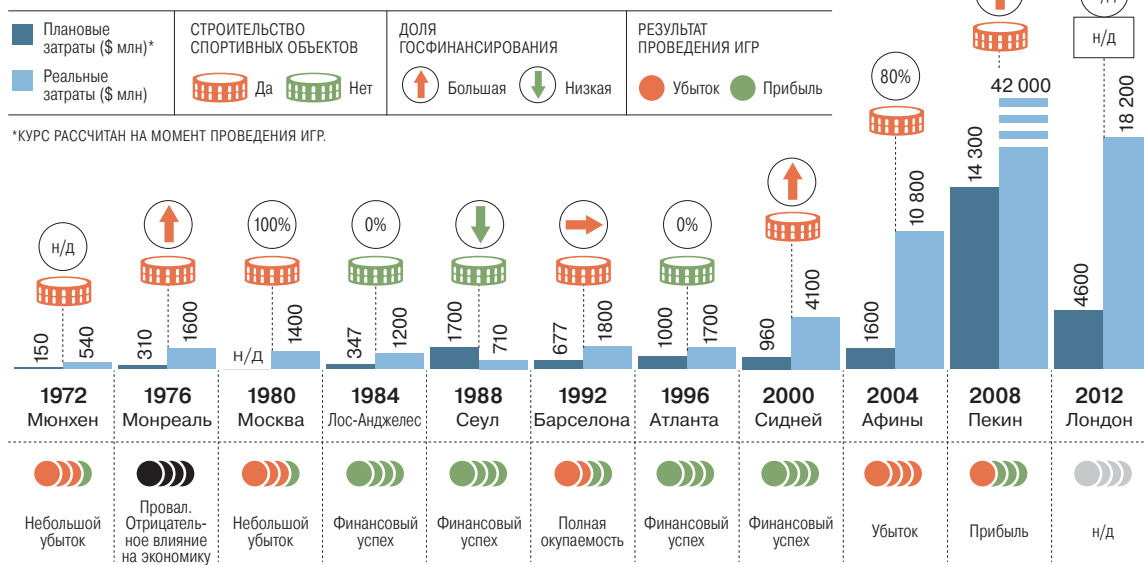 Плановые
затраты ($ млн)*
Реальные
затраты ($ млн)
СТРОИТЕЛЬСТВО
СПОРТИВНЫХ ОБЪЕКТОВ
Да
Нет
ДОЛЯ
ГОСФИНАНСИРОВАНИЯ
Большая
Низкая
РЕЗУЛЬТАТ
ПРОВЕДЕНИЯ ИГР
Убыток
Прибыль
*КУРС РАССЧИТАН НА МОМЕНТ ПРОВЕДЕНИЯ ИГР.
н/д
150
540
1972
Мюнхен
Небольшой
убыток
310
1600
1976
Монреаль
Провал.
Отрицатель-
ное влияние
на экономику
100%
н/д
1400
1980
Москва
Небольшой
убыток
0%
347
1200
1984
Лос-Анджелес
Финансовый
успех
1700
710
1988
Сеул
Финансовый
успех
677
1800
1992
Барселона
Полная
окупаемость
0%
1000
1700
1996
Атланта
Финансовый
успех
960
4100
2000
Сидней
Финансовый
успех
80%
1600
10 800
2004
Афины
Убыток
14 300
42 000
2008
Пекин
Прибыль
н/д
4600
18 200
2012
Лондон
н/д